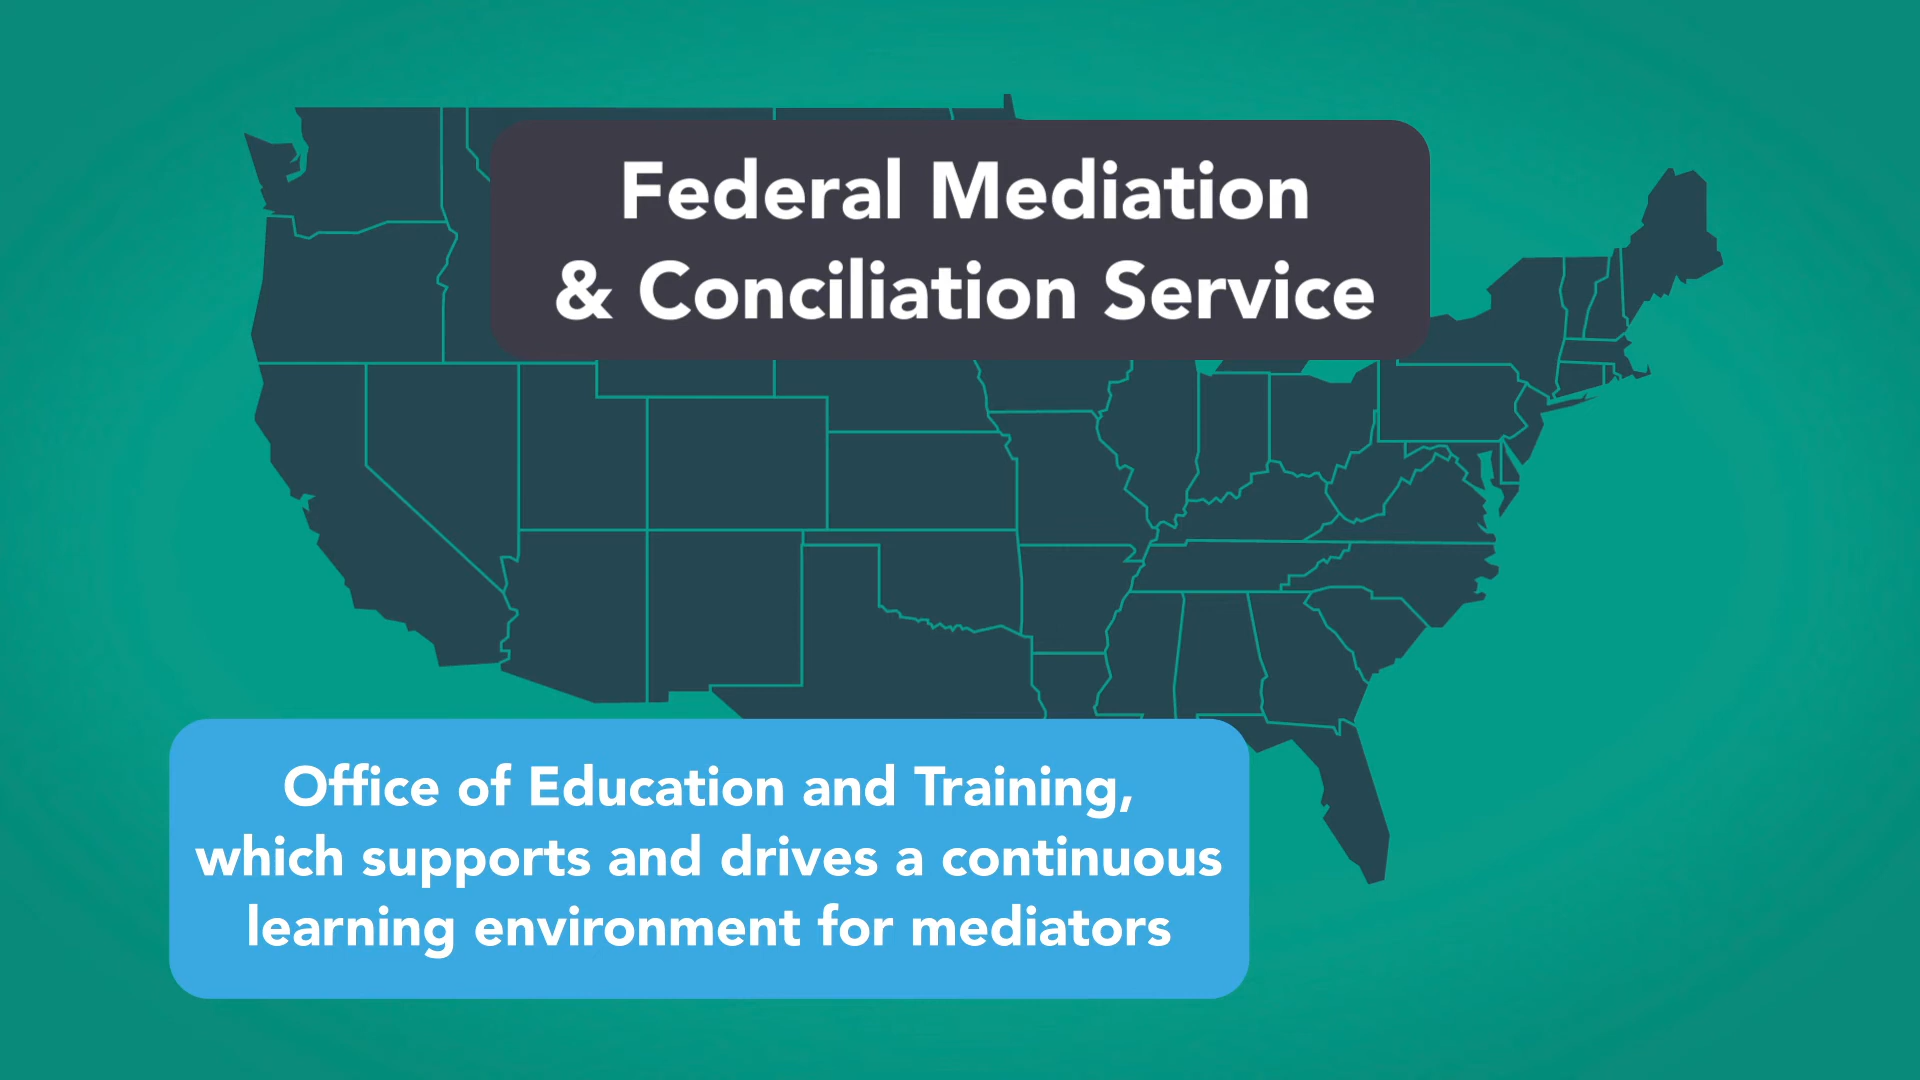 Federal Mediation
& Conciliation Service
Office of Education and Training,
which supports and drives a continuous
learning environment for mediators